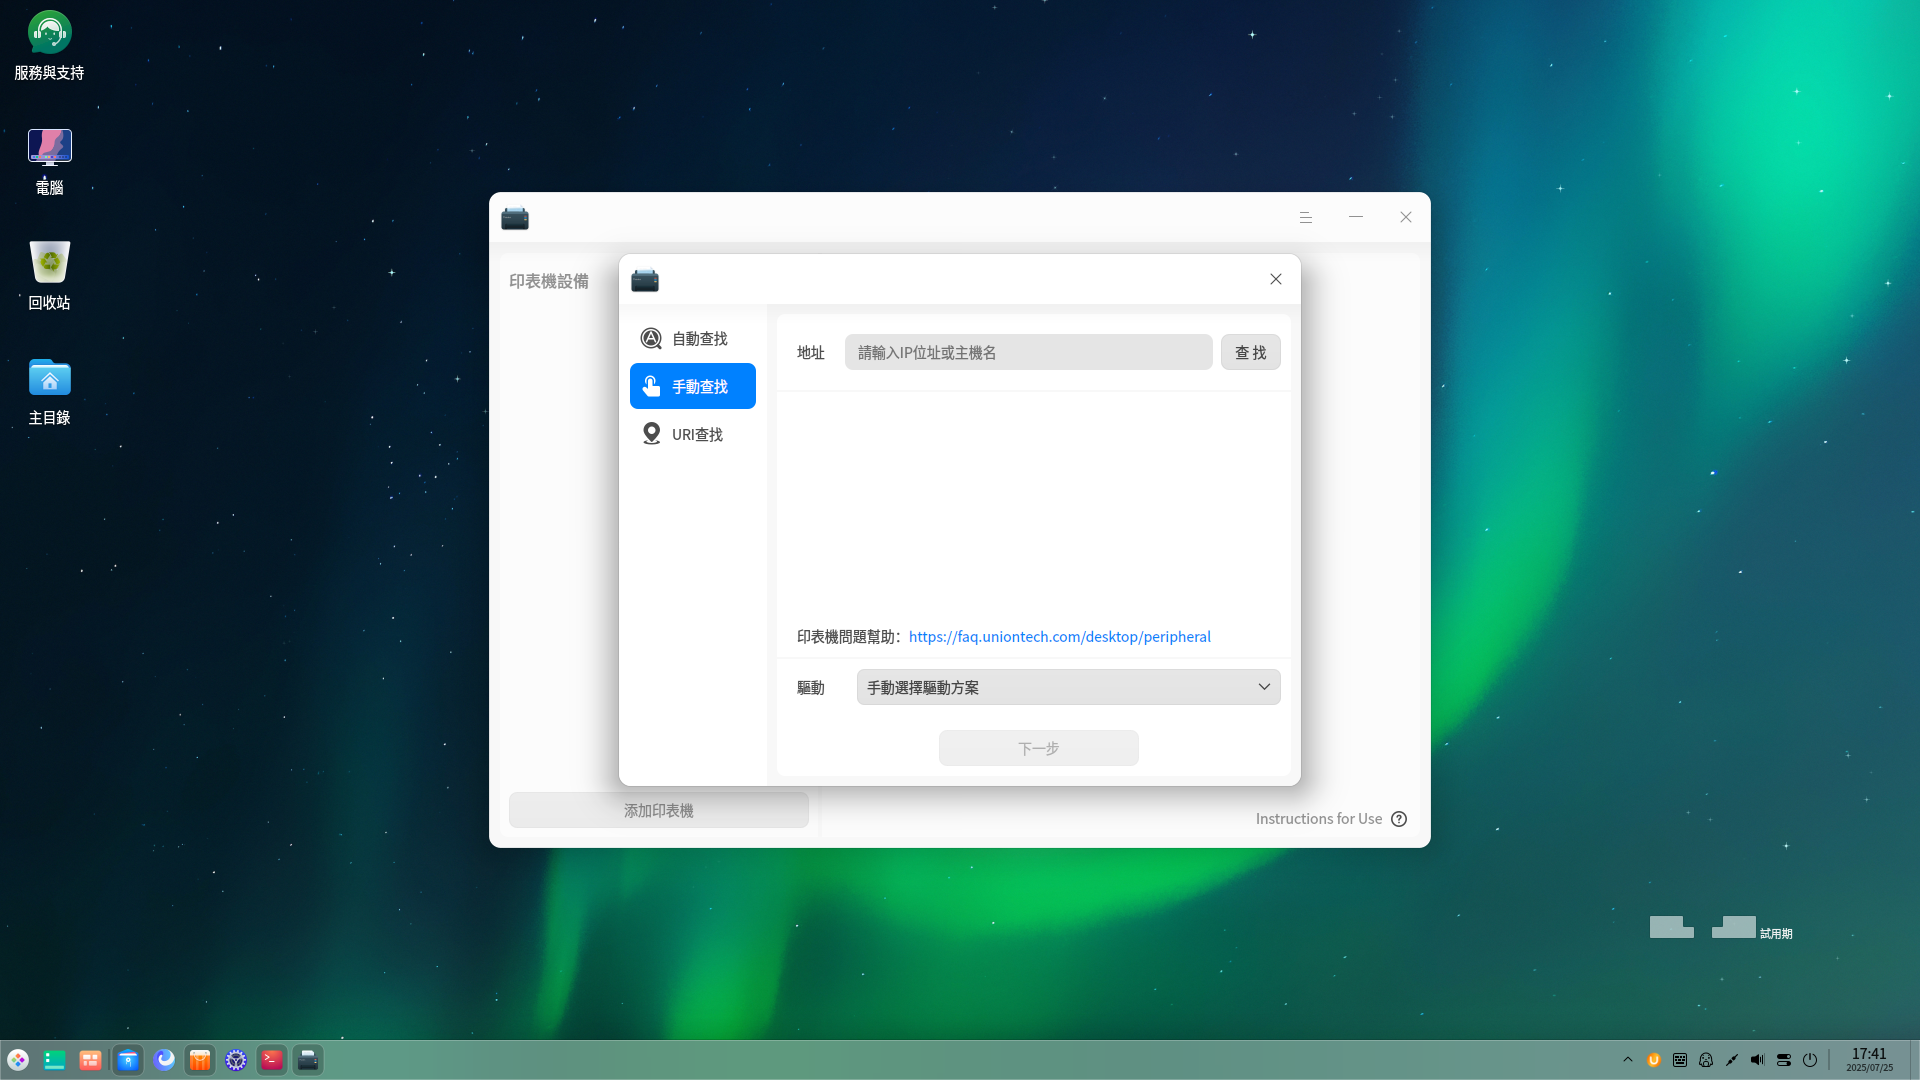 服務與支持
電腦
回收站
主目錄
印表機設備
自動查找
手動查找
URI查找
地址
請輸入IP位址或主機名
查 找
印表機問題幫助：https://faq.uniontech.com/desktop/peripheral
驅動
手動選擇驅動方案
下一步
添加印表機
Instructions for Use
試用期
17:41
2025/07/25